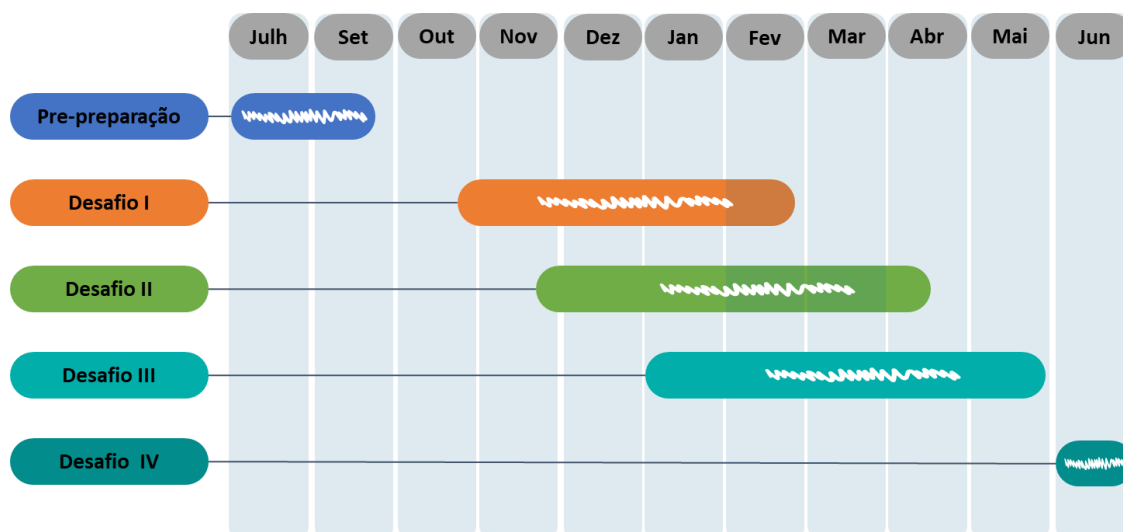 Julh Set Out Nov Dez Jan Fev Mar Abr Mai Jun
Pre-preparação
Desafio I
Desafio II
Desafio III
Desafio IV